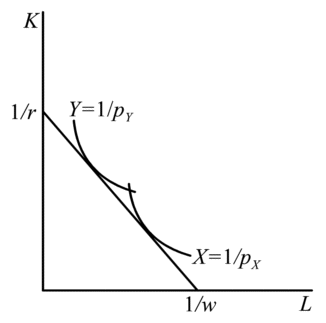 K
1/r
Y=1/p_Y
X=1/p_X
1/w
L